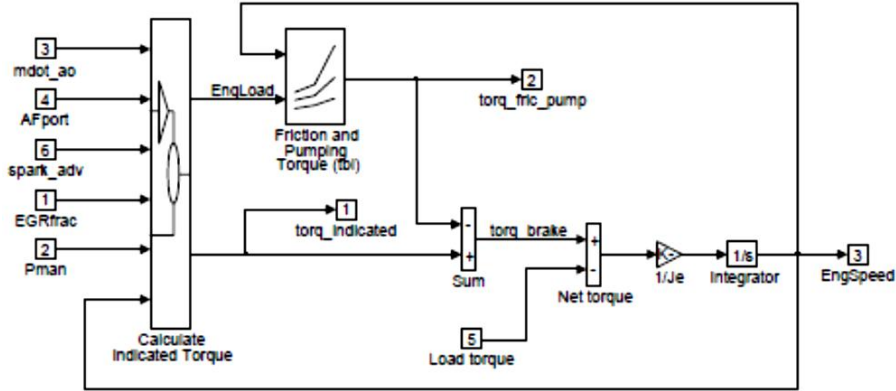 3
mdot_ao
4
AFport
6
spark_adv
1
EGRfrac
2
Pman
Calculate
Indicated Torque
EngLoad
Friction and
Pumping
Torque (tbl)
2
torq_fric_pump
1
torq_indicated
-
+
Sum
torq_brake
+
-
Net torque
5
Load torque
K-
1/Je
1/s
Integrator
3
EngSpeed